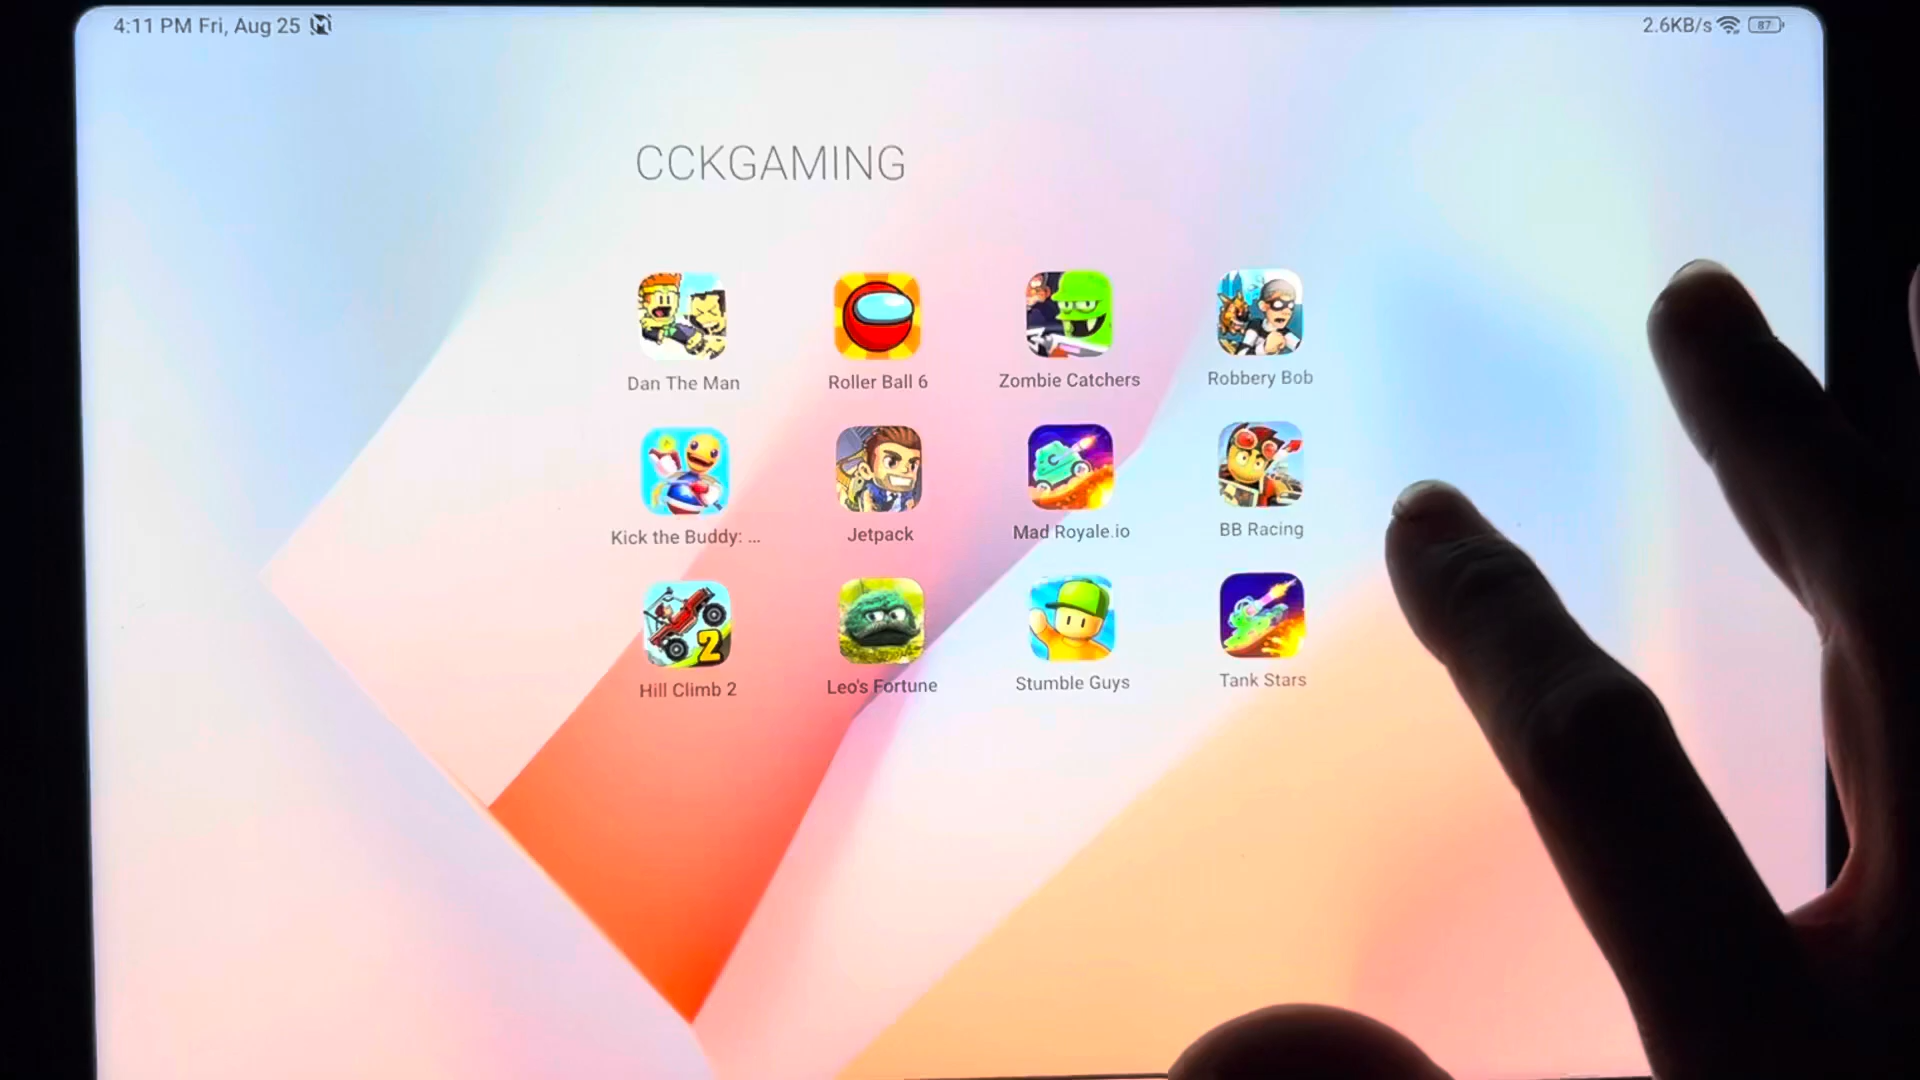 4:11 PM Fri, Aug 25
2.6KB/s 87
CCKGAMING
Dan The Man
Roller Ball 6
Zombie Catchers
Robbery Bob
Kick the Buddy: ...
Jetpack
Mad Royale.io
BB Racing
2
Hill Climb 2
Leo's Fortune
Stumble Guys
Tank Stars